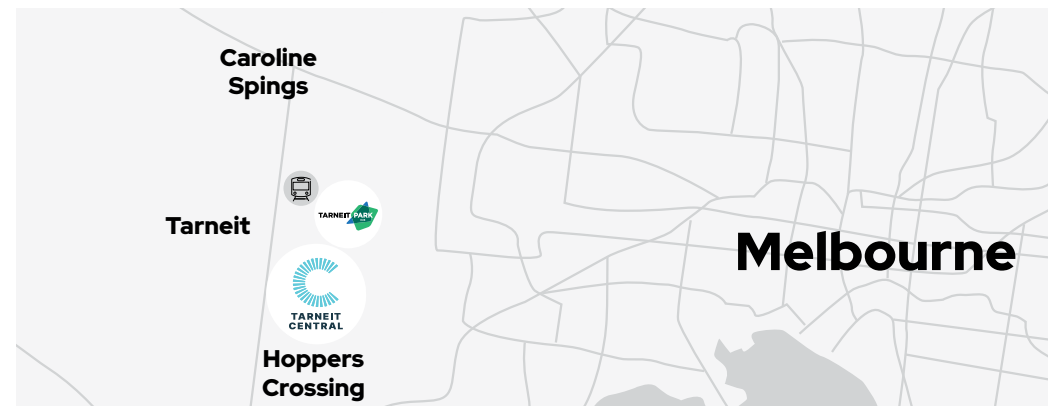 Caroline
Spings
TARNEIT PARK
Tarneit
Melbourne
TARNEIT
CENTRAL
Hoppers
Crossing